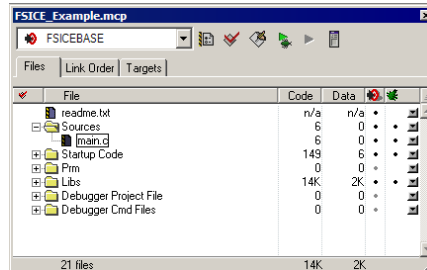 FSICE_Example.mcp
FSICEBASE
Files Link Order Targets
File Code Data
readme.txt n/a n/a
Sources 6 0
main.c 6 0
Startup Code 149 6
Prm 0 0
Libs 14K 2K
Debugger Project File 0 0
Debugger Cmd Files 0 0
21 files 14K 2K